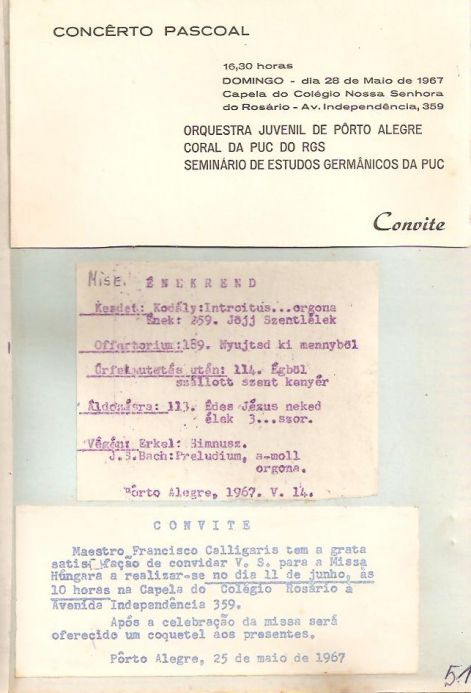 CONCÊRTO PASCOAL
16,30 horas
DOMINGO - dia 28 de Maio de 1967
Capela do Colégio Nossa Senhora
do Rosário - Av. Independência, 359
ORQUESTRA JUVENIL DE PÔRTO ALEGRE
CORAL DA PUC DO RGS
SEMINÁRIO DE ESTUDOS GERMÂNICOS DA PUC
Convite
Mise. ÉNEKREND
Kezdet: Kodály:Introitus...orgona
Ének: 259. Jöjj Szentlélek
Offertorium:189. Nyujtsd ki mennyből
Úrfelmutatás után: 114. Égből
szállott szent kenyér
Áldozásra: 113. Édes Jézus neked
élek 3...szor.
Végén: Erkel: Himnusz.
J.S.Bach:Preludium, a-moll
orgona.
Pôrto Alegre, 1967. V. 14.
CONVITE
Maestro Francisco Calligaris tem a grata
satisfação de convidar V. S. para a Missa
Húngara a realizar-se no dia 11 de junho, às
10 horas na Capela do Colégio Rosário à
Avenida Independência 359.
Após a celebração da missa será
oferecido um coquetel aos presentes.
Pôrto Alegre, 25 de maio de 1967
51